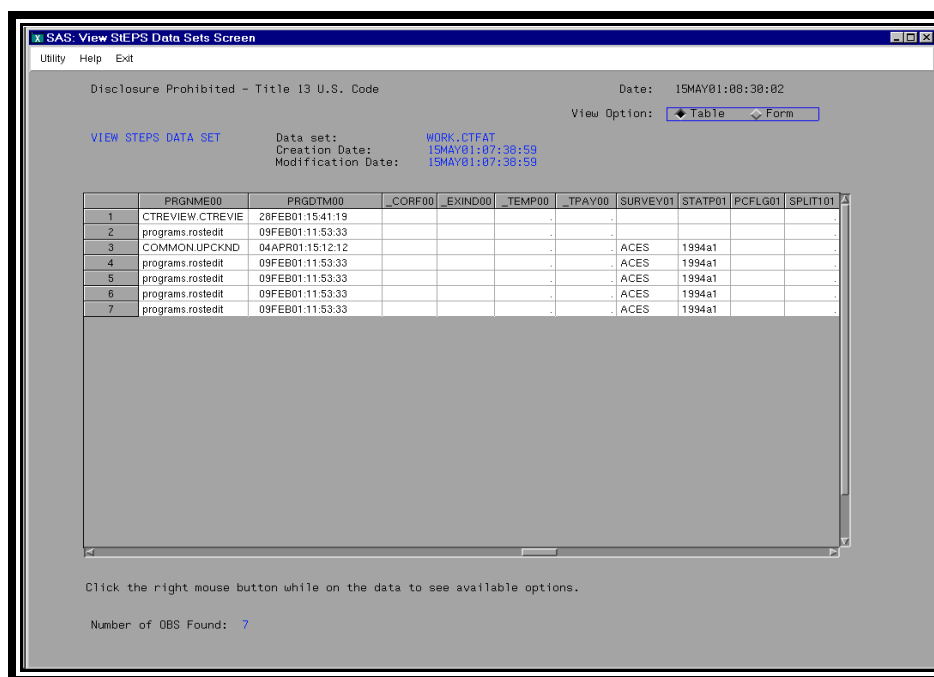 X SAS: View StEPS Data Sets Screen
Utility Help Exit
Disclosure Prohibited - Title 13 U.S. Code Date: 15MAY01:08:30:02
View Option: Table Form
VIEW STEPS DATA SET Data set: WORK.CTFAT
Creation Date: 15MAY01:07:38:59
Modification Date: 15MAY01:07:38:59
PRGNME00 PRGDTM00 _CORF00 _EXIND00 _TEMP00 _TPAY00 SURVEY01 STATP01 PCFLG01 SPLIT101
1 CTREVIEW.CTREVIE 28FEB01:15:41:19 . . .
2 programs.rostedit 09FEB01:11:53:33 . . .
3 COMMON.UPCKND 04APR01:15:12:12 . . ACES 1994a1 .
4 programs.rostedit 09FEB01:11:53:33 . . ACES 1994a1 .
5 programs.rostedit 09FEB01:11:53:33 . . ACES 1994a1 .
6 programs.rostedit 09FEB01:11:53:33 . . ACES 1994a1 .
7 programs.rostedit 09FEB01:11:53:33 . . ACES 1994a1 .
Click the right mouse button while on the data to see available options.
Number of OBS Found: 7